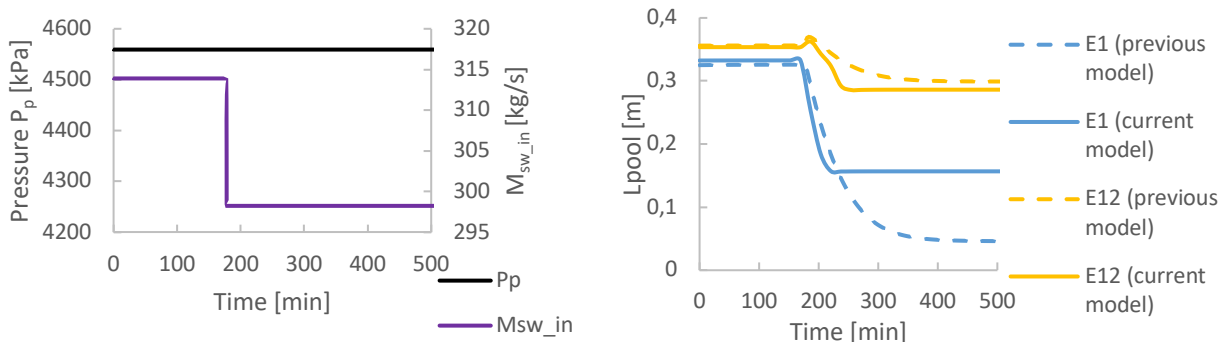 Pressure Pp [kPa]
4600
4500
4400
4300
4200
320
315
310
305
300
295
Msw_in [kg/s]
0 100 200 300 400 500
Time [min]
Pp
Msw_in
Lpool [m]
0,4
0,3
0,2
0,1
0
0 100 200 300 400 500
Time [min]
E1 (previous
model)
E1 (current
model)
E12 (previous
model)
E12 (current
model)